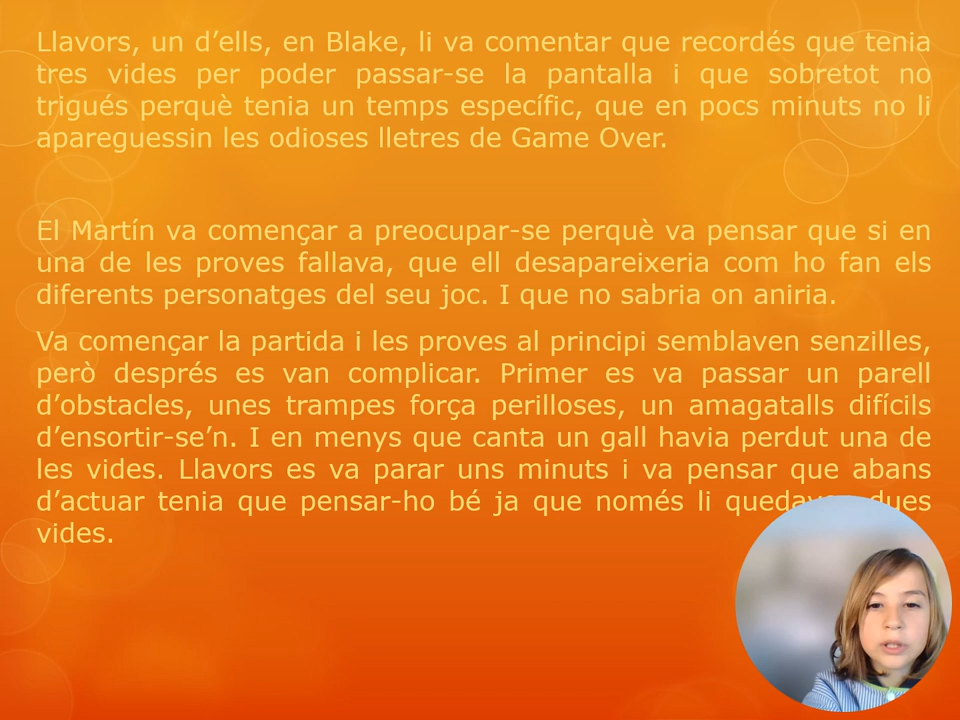 Llavors, un d’ells, en Blake, li va comentar que recordés que tenia
tres vides per poder passar-se la pantalla i que sobretot no
trigués perquè tenia un temps específic, que en pocs minuts no li
apareguessin les odioses lletres de Game Over.
El Martín va començar a preocupar-se perquè va pensar que si en
una de les proves fallava, que ell desapareixeria com ho fan els
diferents personatges del seu joc. I que no sabria on aniria.
Va començar la partida i les proves al principi semblaven senzilles,
però després es van complicar. Primer es va passar un parell
d’obstacles, unes trampes força perilloses, un amagatalls difícils
d’ensortir-se’n. I en menys que canta un gall havia perdut una de
les vides. Llavors es va parar uns minuts i va pensar que abans
d’actuar tenia que pensar-ho bé ja que només li quedaven dues
vides.